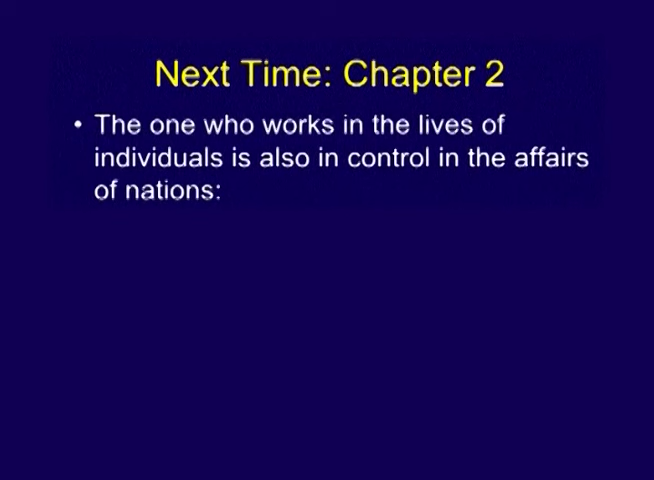 Next Time: Chapter 2
• The one who works in the lives of
individuals is also in control in the affairs
of nations: